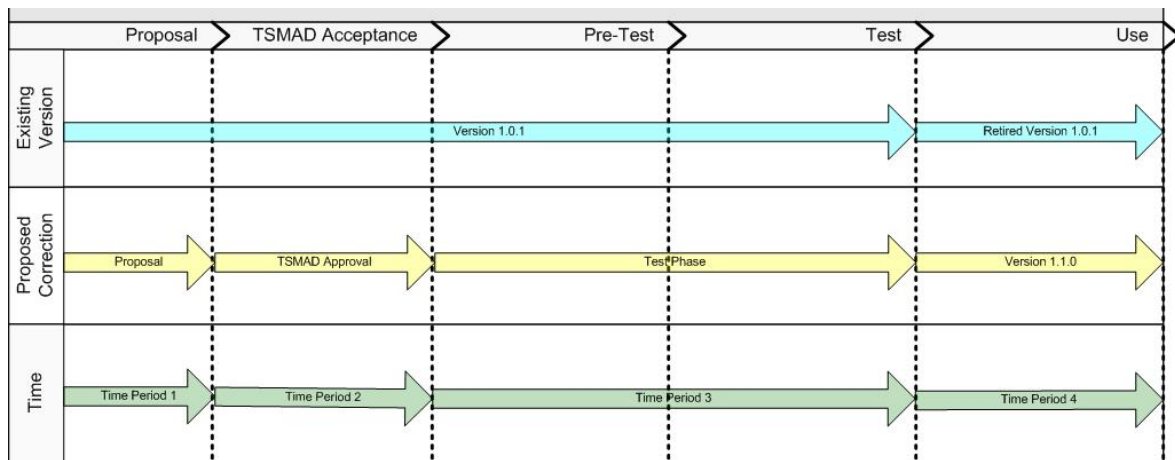 Proposal
TSMAD Acceptance
Pre-Test
Test
Use
Existing
Version
Version 1.0.1
Retired Version 1.0.1
Proposed
Correction
Proposal
TSMAD Approval
Test Phase
Version 1.1.0
Time
Time Period 1
Time Period 2
Time Period 3
Time Period 4